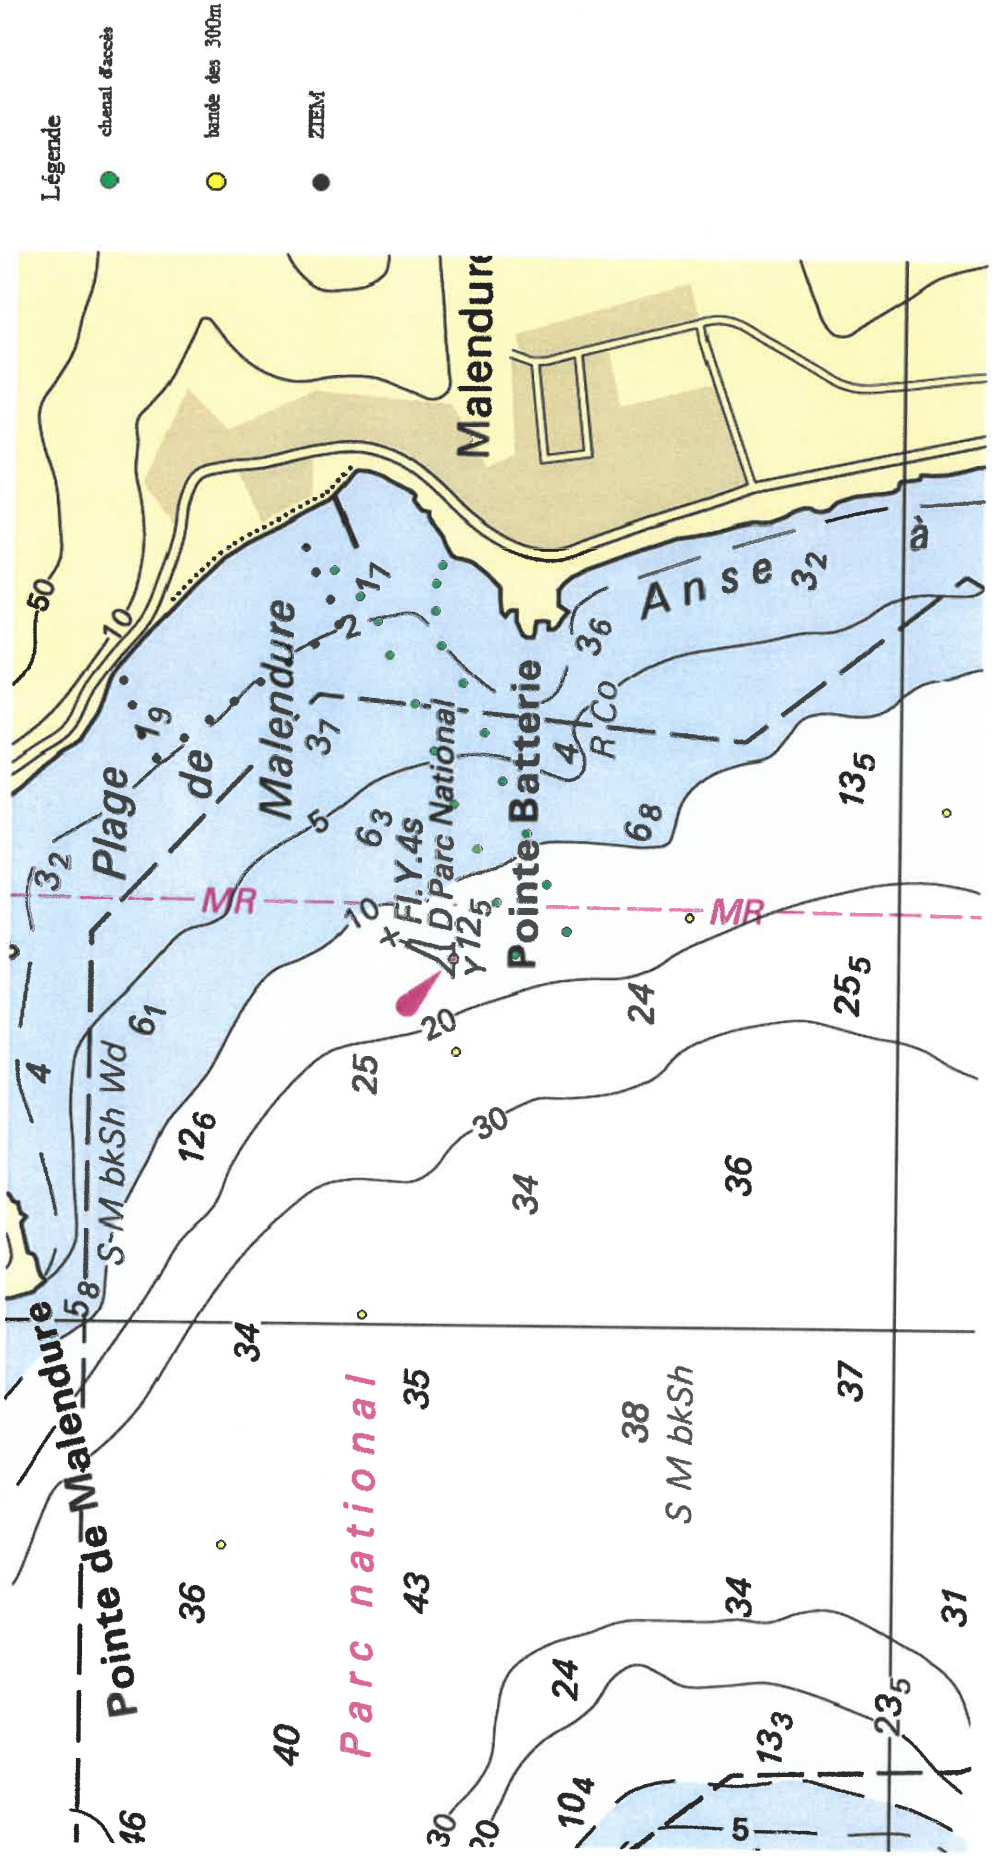 Légende
chenal d'accès
bande des 300m
ZIEM
50
10
Malendure
Plage
de
Malendure
1₉
1₇
2
3₇
3₂
5
6₃
Fl.Y.4s
D Parc National
Y 12₅
10
MR
MR
Pointe Batterie
4
R Co
3₆
Anse
3₂
à
6₈
13₅
4
6₁
S-M bkSh Wd
12₆
25
20
24
25₅
30
34
36
5₈
Pointe de Malendure
34
35
37
38
S M bkSh
Parc national
36
43
34
31
40
24
23₅
13₃
10₄
46
30
20
5